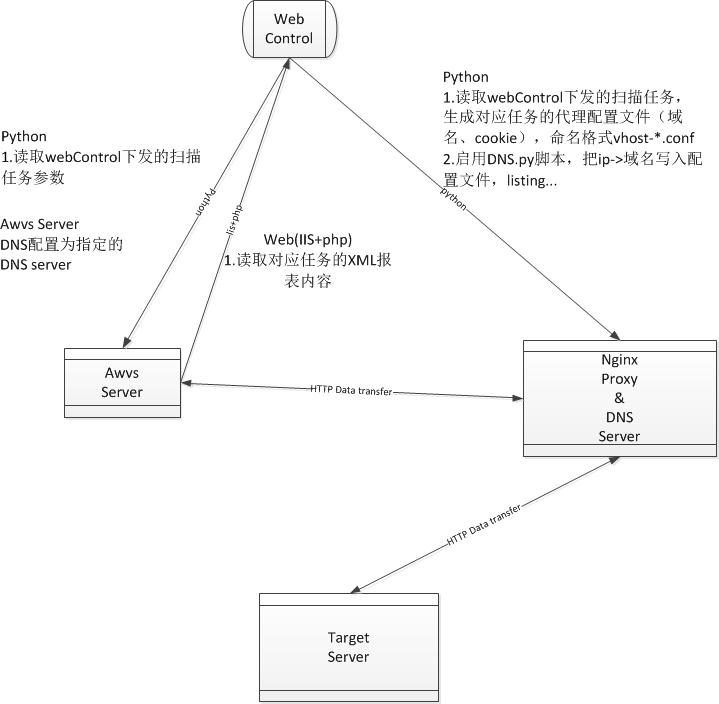 Web
Control
Python
1.读取webControl下发的扫描任务，
生成对应任务的代理配置文件（域
名、cookie），命名格式vhost-*.conf
2.启用DNS.py脚本，把ip->域名写入配
置文件，listing...
Python
1.读取webControl下发的扫描
任务参数
Awvs Server
DNS配置为指定的
DNS server
Python
Iis+php
python
Web(IIS+php)
1.读取对应任务的XML报
表内容
Awvs
Server
HTTP Data transfer
Nginx
Proxy
&
DNS
Server
HTTP Data transfer
Target
Server